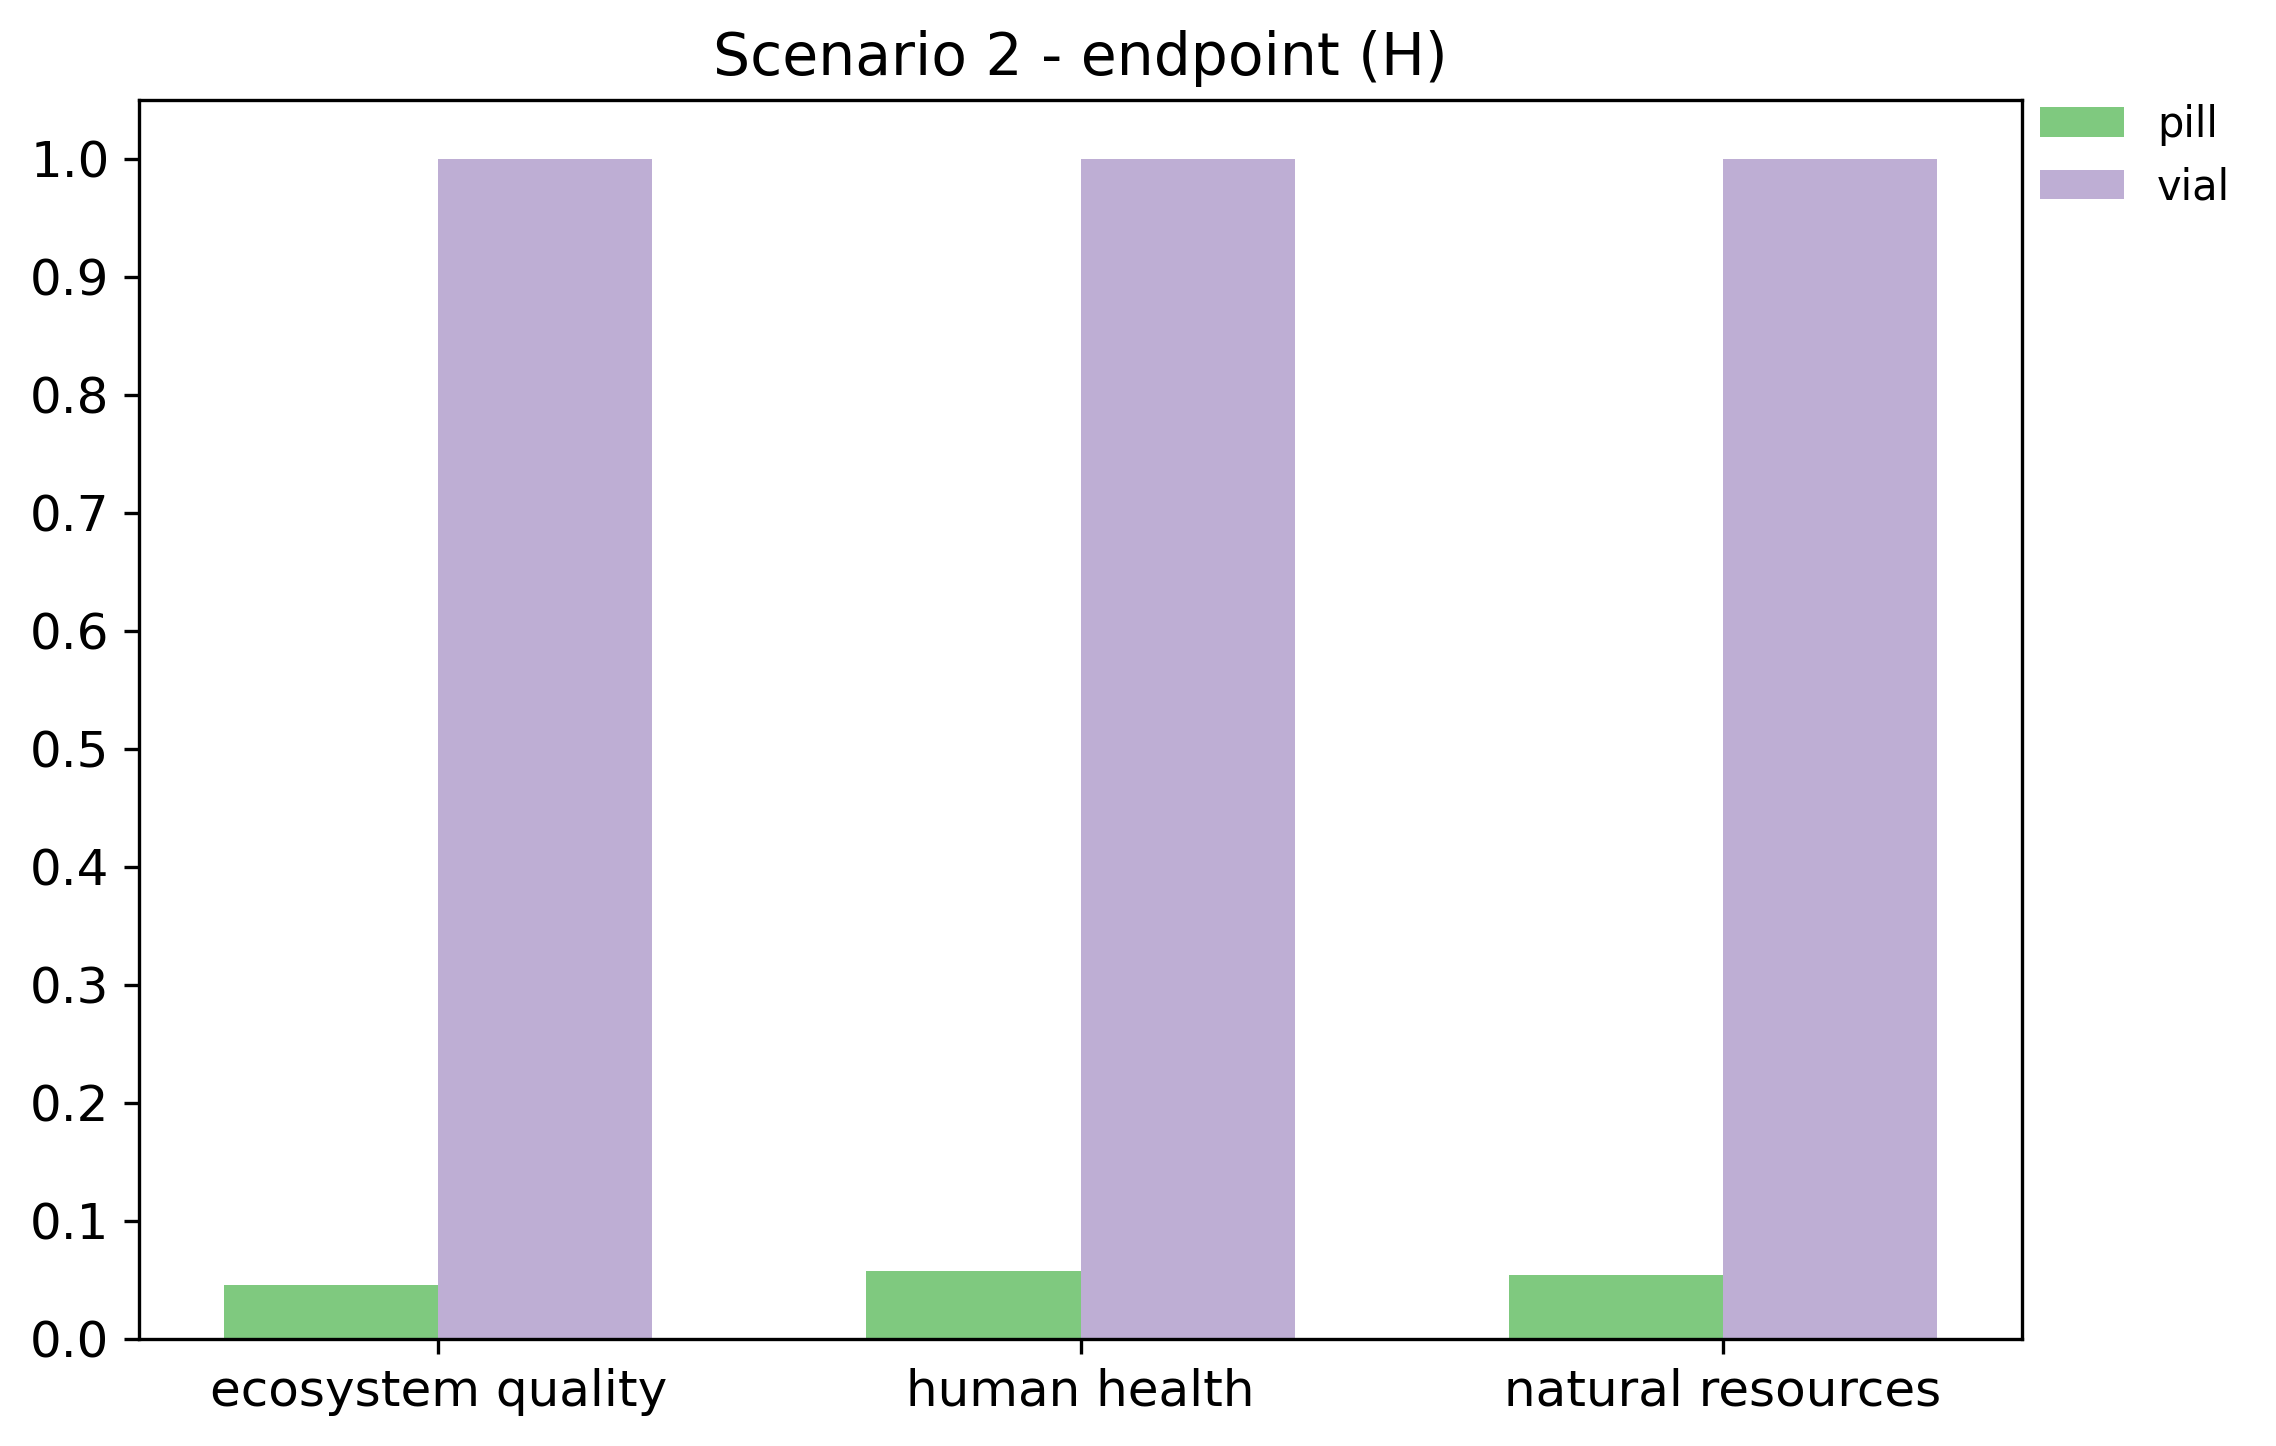 Scenario 2 - endpoint (H)
pill
vial
1.0
0.9
0.8
0.7
0.6
0.5
0.4
0.3
0.2
0.1
0.0
ecosystem quality
human health
natural resources